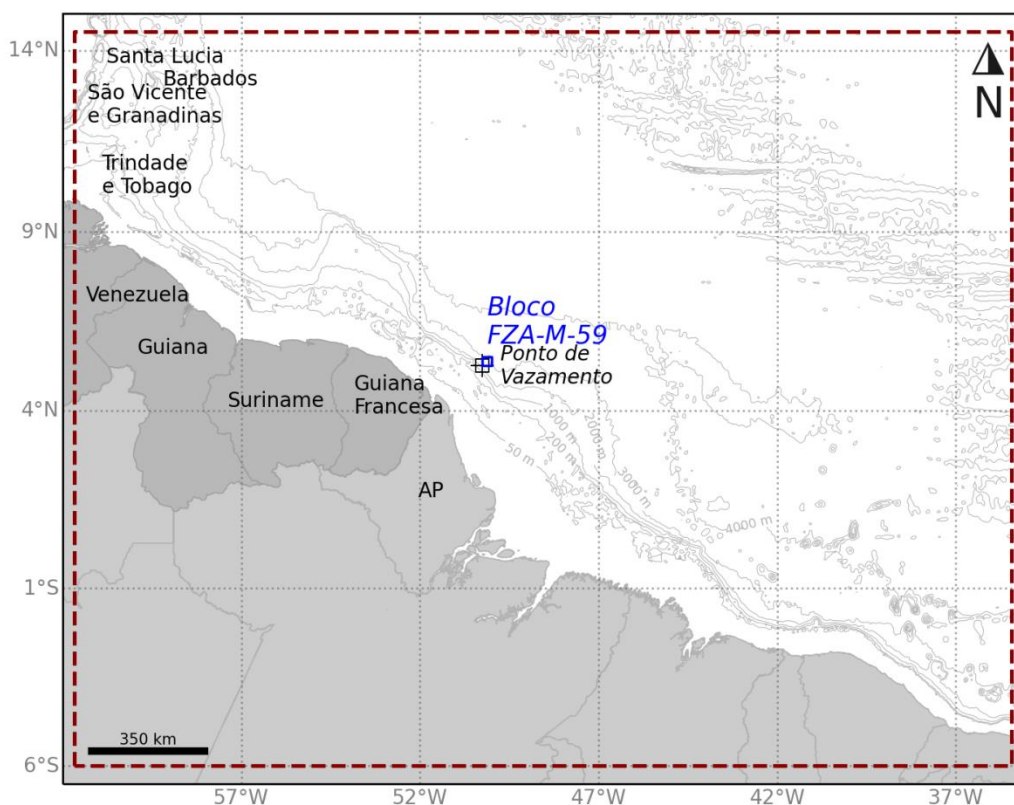 14°N
Santa Lucia
Barbados
São Vicente
e Granadinas
N
Trindade
e Tobago
9°N
Venezuela
Bloco
FZA-M-59
Guiana
Ponto de
Vazamento
Guiana
Francesa
Suriname
4°N
1000 m
2000 m
200 m
50 m
3000 m
AP
4000 m
1°S
350 km
6°S
57°W
52°W
47°W
42°W
37°W